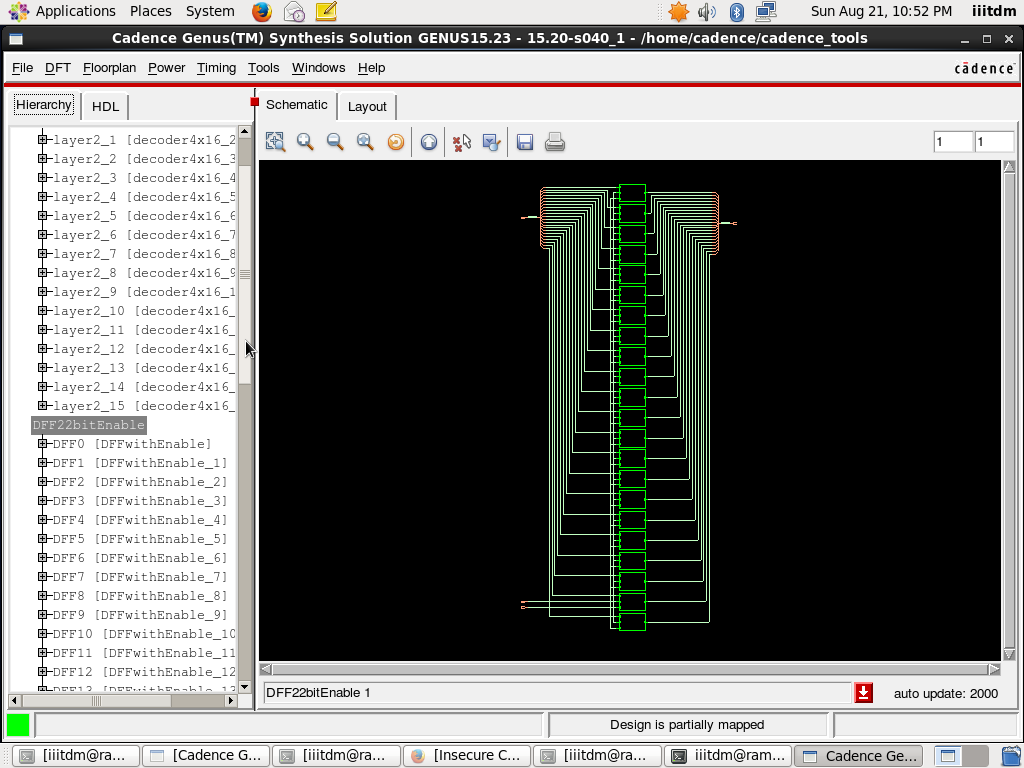 Applications Places System Sun Aug 21, 10:52 PM iiitdm
Cadence Genus(TM) Synthesis Solution GENUS15.23 - 15.20-s040_1 - /home/cadence/cadence_tools
File DFT Floorplan Power Timing Tools Windows Help cādence
Hierarchy HDL
Schematic Layout
1 1
layer2_1 [decoder4x16_2
layer2_2 [decoder4x16_3
layer2_3 [decoder4x16_4
layer2_4 [decoder4x16_5
layer2_5 [decoder4x16_6
layer2_6 [decoder4x16_7
layer2_7 [decoder4x16_8
layer2_8 [decoder4x16_9
layer2_9 [decoder4x16_1
layer2_10 [decoder4x16_
layer2_11 [decoder4x16_
layer2_12 [decoder4x16_
layer2_13 [decoder4x16_
layer2_14 [decoder4x16_
layer2_15 [decoder4x16_
DFF22bitEnable
DFF0 [DFFwithEnable]
DFF1 [DFFwithEnable_1]
DFF2 [DFFwithEnable_2]
DFF3 [DFFwithEnable_3]
DFF4 [DFFwithEnable_4]
DFF5 [DFFwithEnable_5]
DFF6 [DFFwithEnable_6]
DFF7 [DFFwithEnable_7]
DFF8 [DFFwithEnable_8]
DFF9 [DFFwithEnable_9]
DFF10 [DFFwithEnable_10
DFF11 [DFFwithEnable_11
DFF12 [DFFwithEnable_12
DFF13 [DFFwithEnable_13
DFF22bitEnable 1
auto update: 2000
Design is partially mapped
[iiitdm@ra... [Cadence G... [iiitdm@ra... [Insecure C... [iiitdm@ra... iiitdm@ram... Cadence Ge...